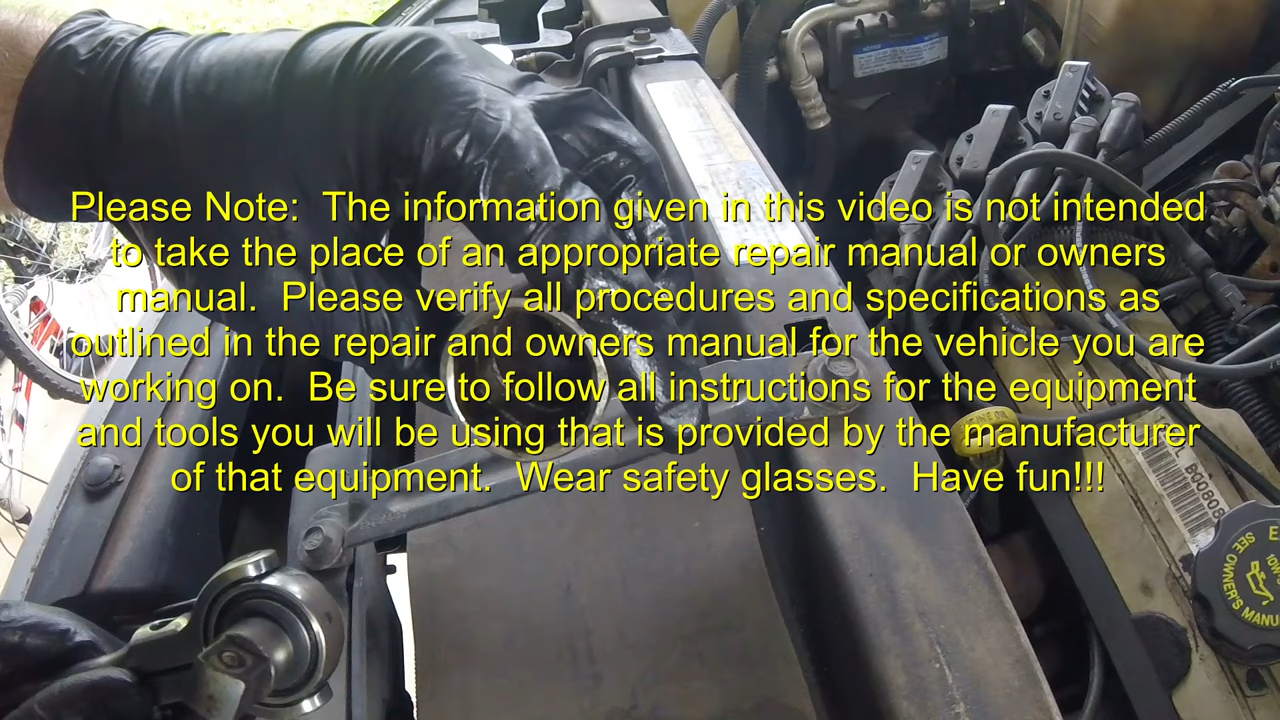 Please Note:  The information given in this video is not intended
to take the place of an appropriate repair manual or owners
manual.  Please verify all procedures and specifications as
outlined in the repair and owners manual for the vehicle you are
working on.  Be sure to follow all instructions for the equipment
and tools you will be using that is provided by the manufacturer
of that equipment.  Wear safety glasses.  Have fun!!!
SEE OWNER'S MANU